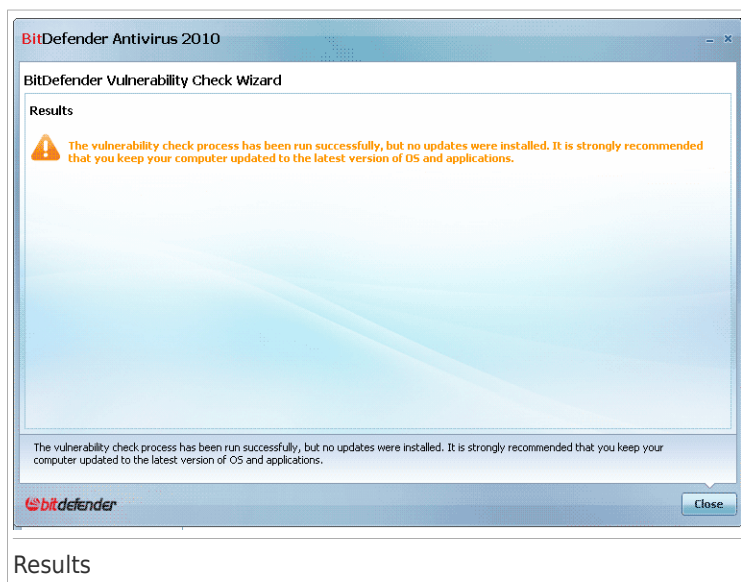 BitDefender Antivirus 2010
BitDefender Vulnerability Check Wizard
Results
The vulnerability check process has been run successfully, but no updates were installed. It is strongly recommended
that you keep your computer updated to the latest version of OS and applications.
The vulnerability check process has been run successfully, but no updates were installed. It is strongly recommended that you keep your
computer updated to the latest version of OS and applications.
bitdefender
Close
Results